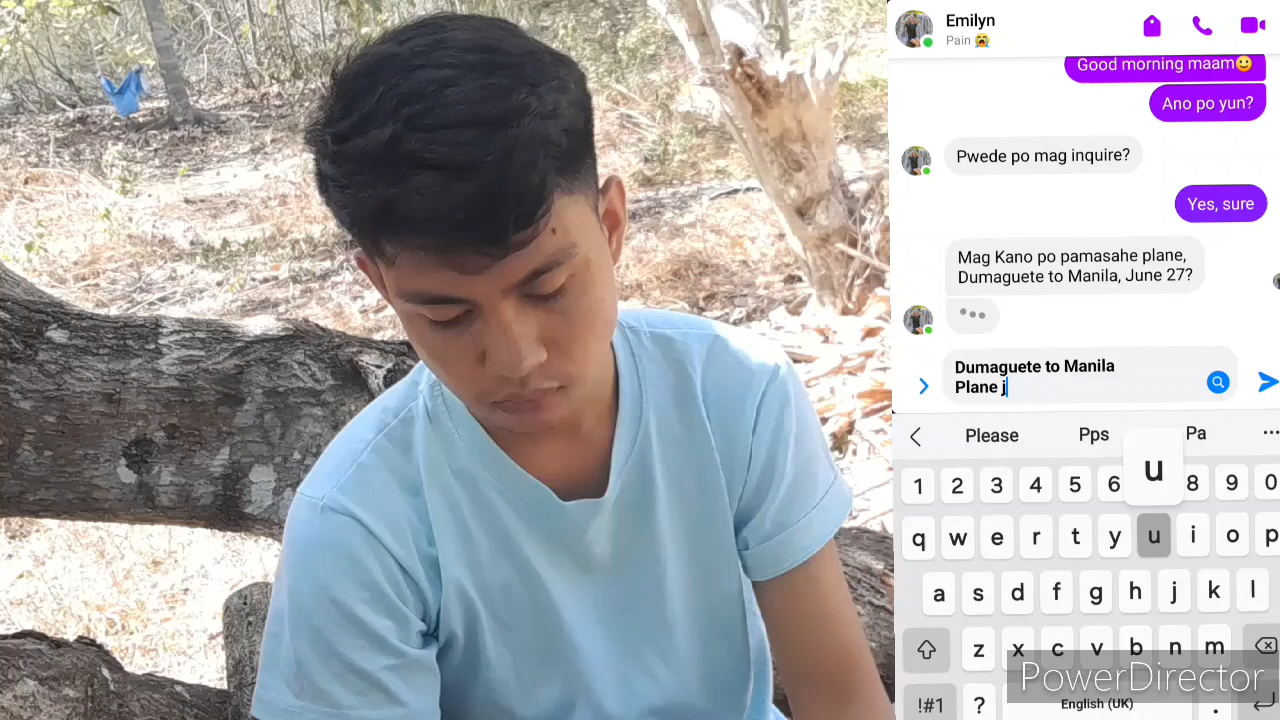 Emilyn
Pain 😭
Good morning maam😃
Ano po yun?
Pwede po mag inquire?
Yes, sure
Mag Kano po pamasahe plane,
Dumaguete to Manila, June 27?
Dumaguete to Manila
Plane j
Please Pps Pa
u
1 2 3 4 5 6 8 9 0
q w e r t y u i o p
a s d f g h j k l
z x c v b n m
!#1 ? English (UK) .
PowerDirector